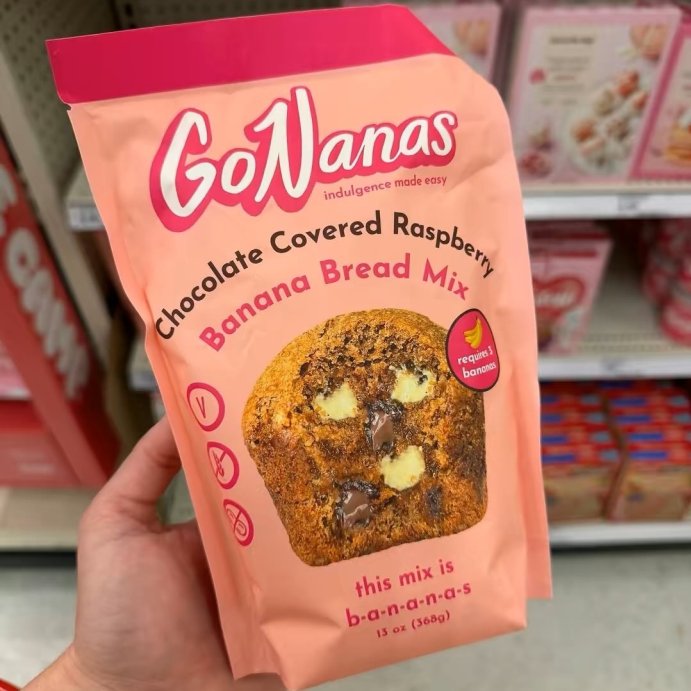 GoNanas
indulgence made easy
Chocolate Covered Raspberry
Banana Bread Mix
requires 3
bananas
V
this mix is
b-a-n-a-n-a-s
13 oz (368g)